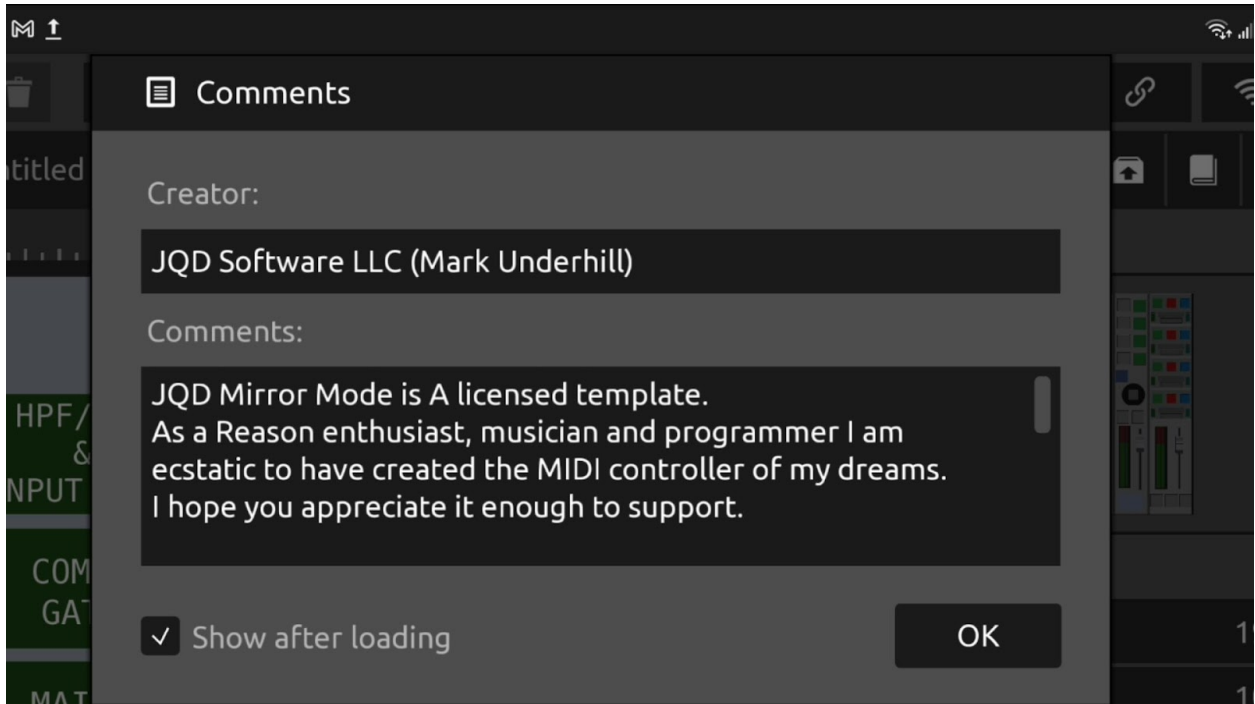 Comments
Creator:
JQD Software LLC (Mark Underhill)
Comments:
JQD Mirror Mode is A licensed template.
As a Reason enthusiast, musician and programmer I am
ecstatic to have created the MIDI controller of my dreams.
I hope you appreciate it enough to support.
Show after loading
OK
HPF/
&